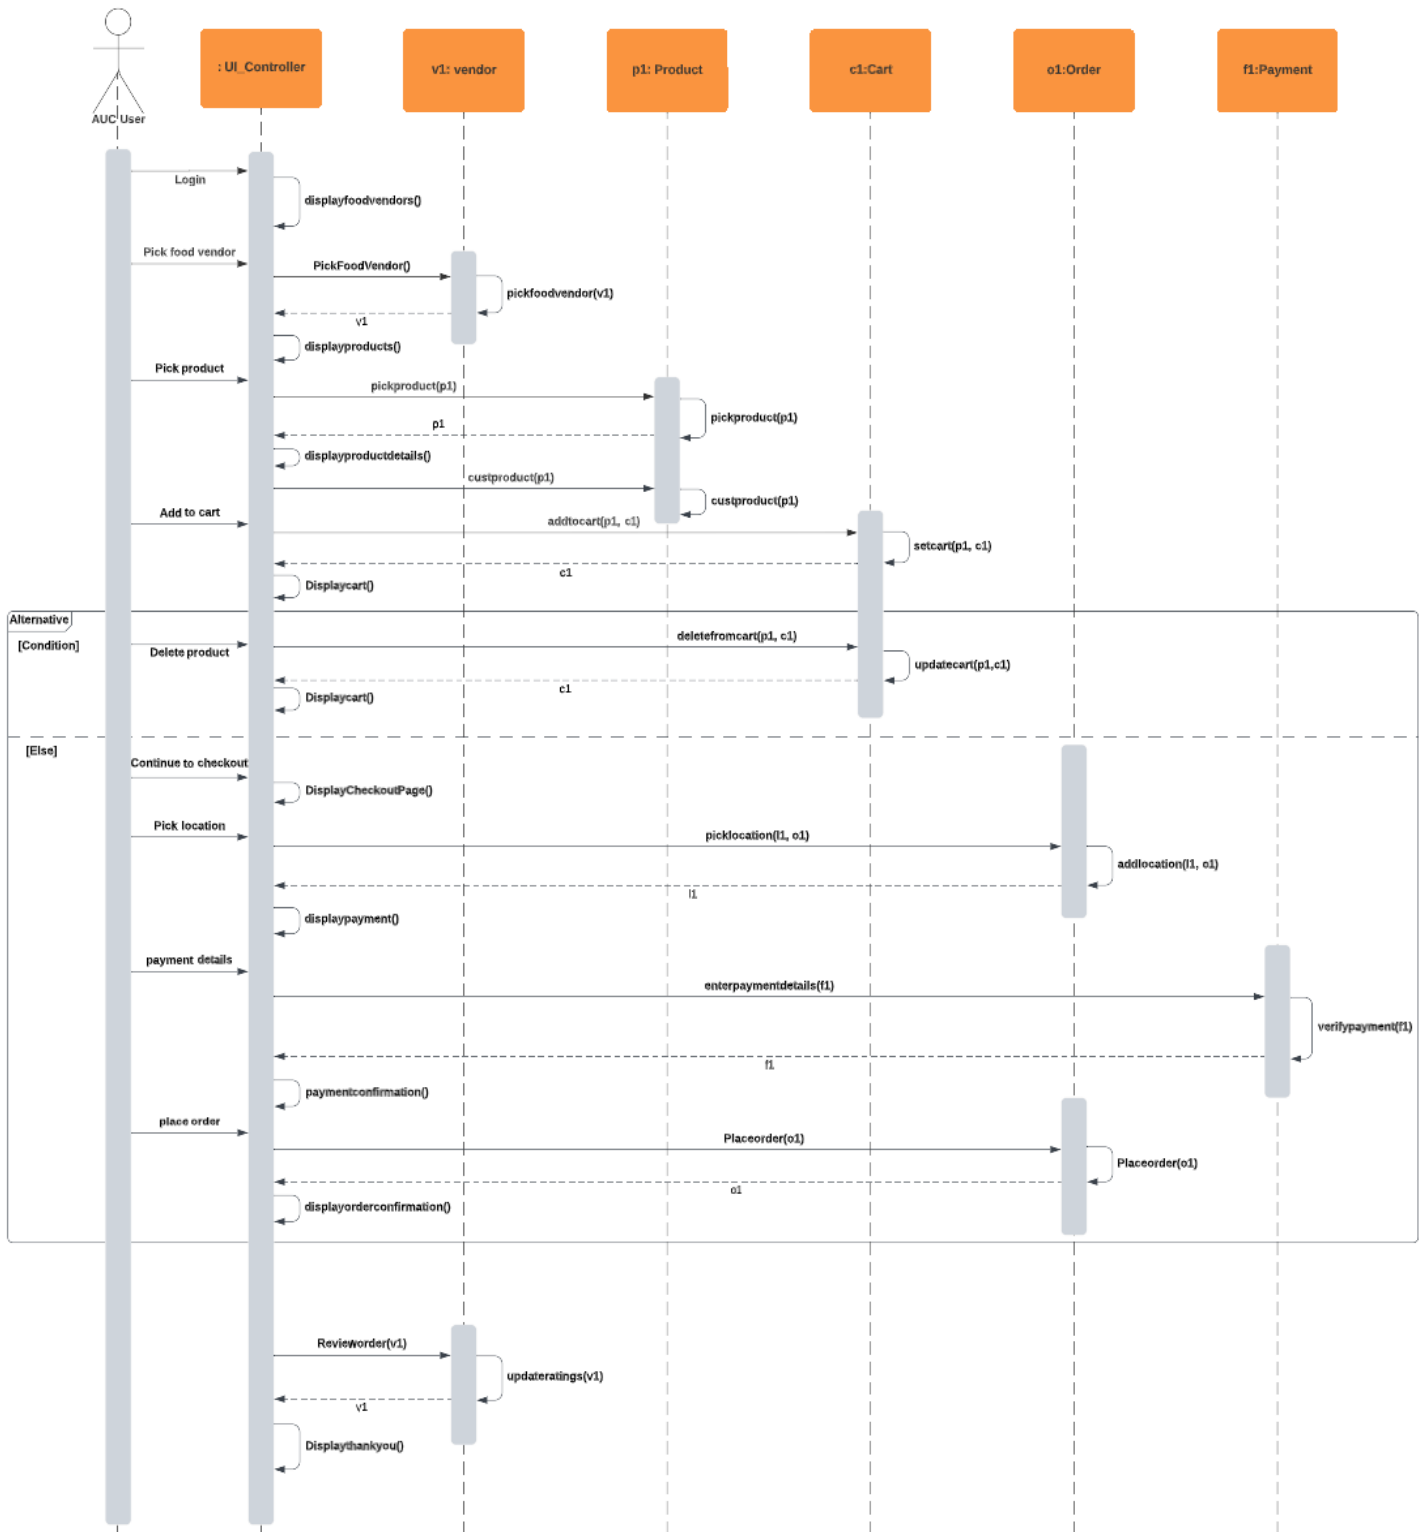 : UI_Controller
v1: vendor
p1: Product
c1:Cart
o1:Order
f1:Payment
AUC User
Login
displayfoodvendors()
Pick food vendor
PickFoodVendor()
pickfoodvendor(v1)
v1
displayproducts()
Pick product
pickproduct(p1)
pickproduct(p1)
p1
displayproductdetails()
custproduct(p1)
custproduct(p1)
Add to cart
addtocart(p1, c1)
setcart(p1, c1)
c1
Displaycart()
Alternative
[Condition]
Delete product
deletefromcart(p1, c1)
updatecart(p1,c1)
c1
Displaycart()
[Else]
Continue to checkout
DisplayCheckoutPage()
Pick location
picklocation(l1, o1)
addlocation(l1, o1)
l1
displaypayment()
payment details
enterpaymentdetails(f1)
verifypayment(f1)
f1
paymentconfirmation()
place order
Placeorder(o1)
Placeorder(o1)
o1
displayorderconfirmation()
Revieworder(v1)
updateratings(v1)
v1
Displaythankyou()